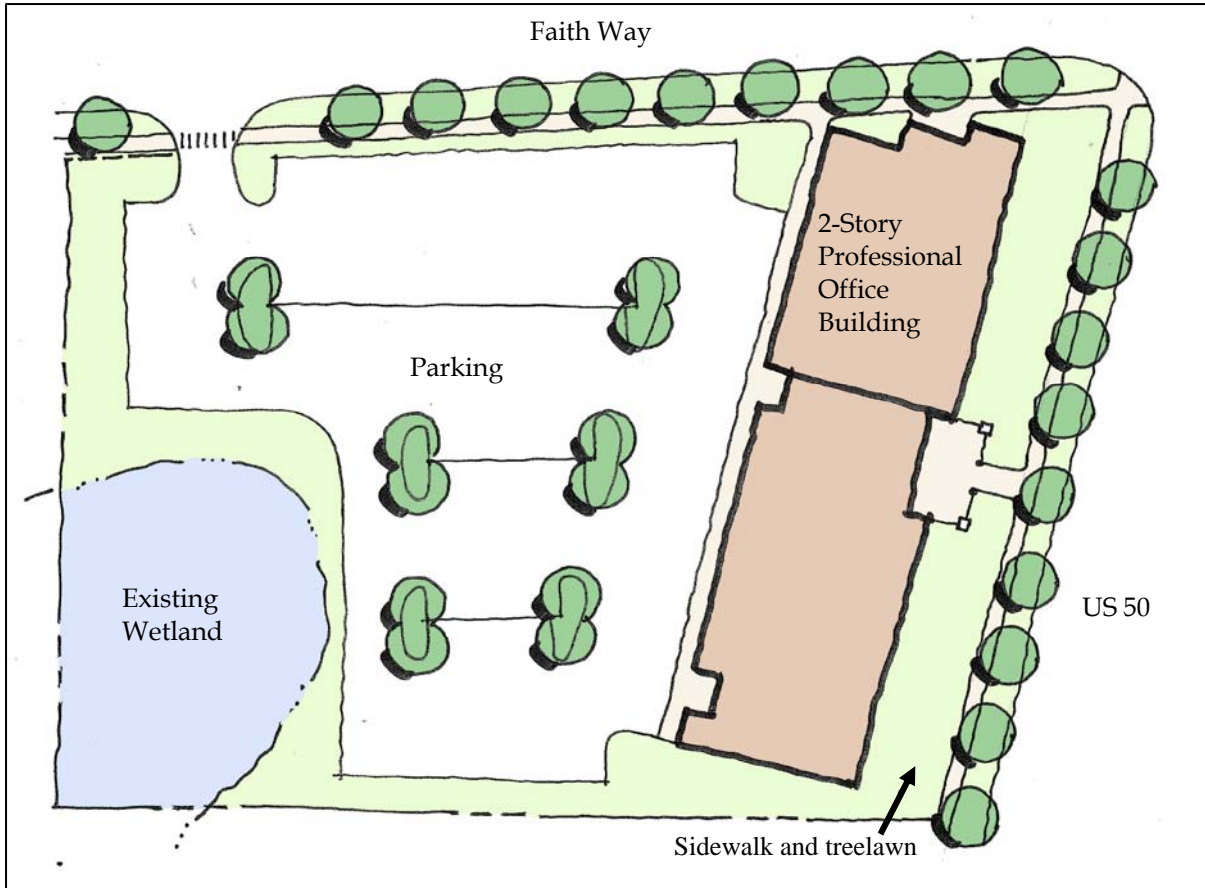 Faith Way
2-Story
Professional
Office
Building
Parking
Existing
Wetland
US 50
Sidewalk and treelawn